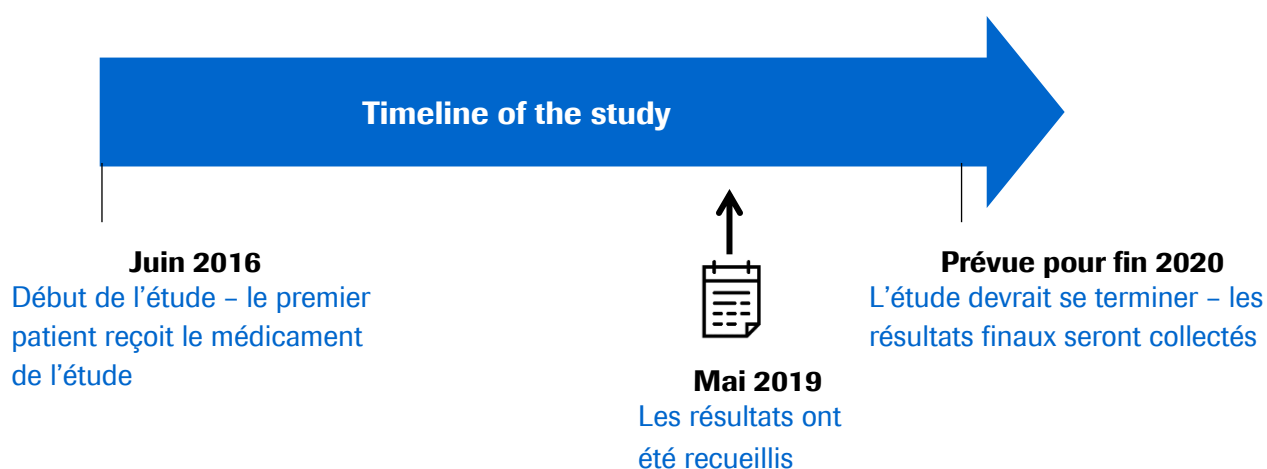 Timeline of the study
Juin 2016
Début de l’étude – le premier
patient reçoit le médicament
de l’étude
Mai 2019
Les résultats ont
été recueillis
Prévue pour fin 2020
L’étude devrait se terminer – les
résultats finaux seront collectés